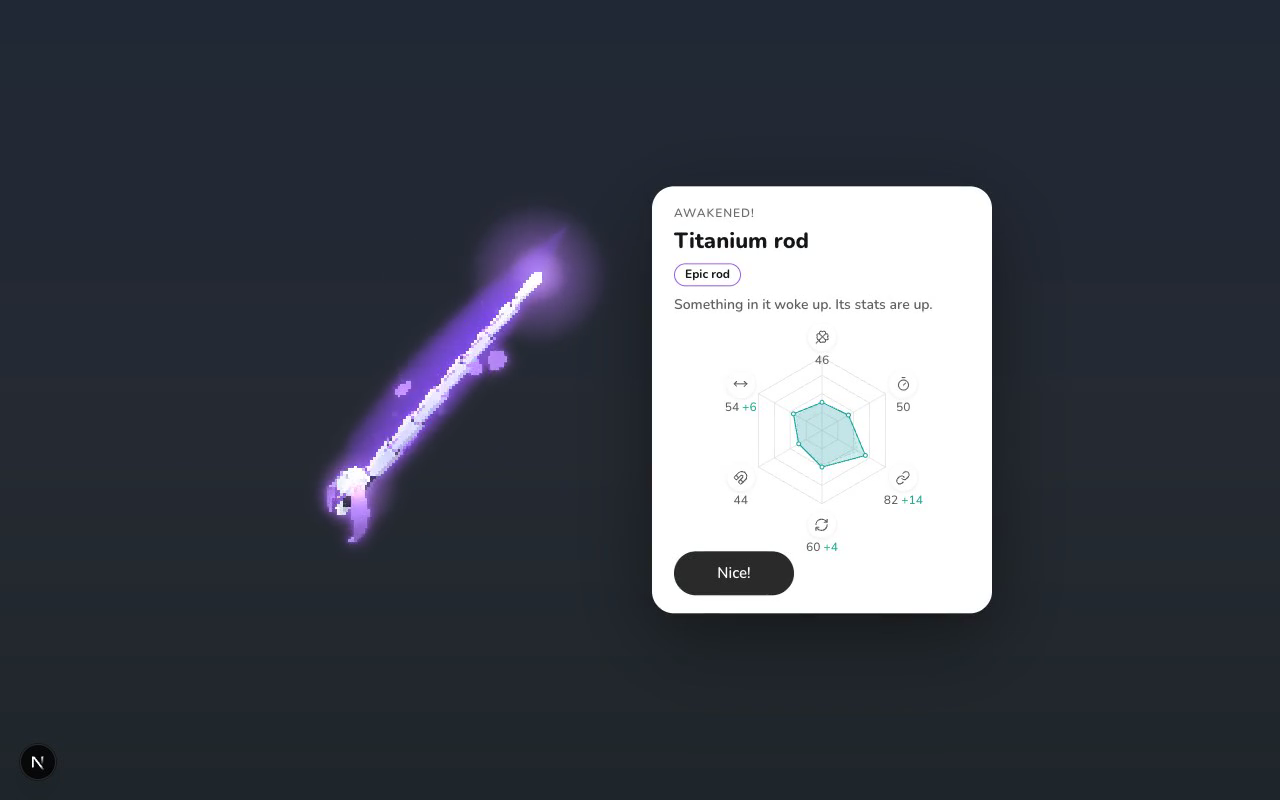 AWAKENED!
Titanium rod
Epic rod
Something in it woke up. Its stats are up.
46
54 +6
50
44
82 +14
60 +4
Nice!
N